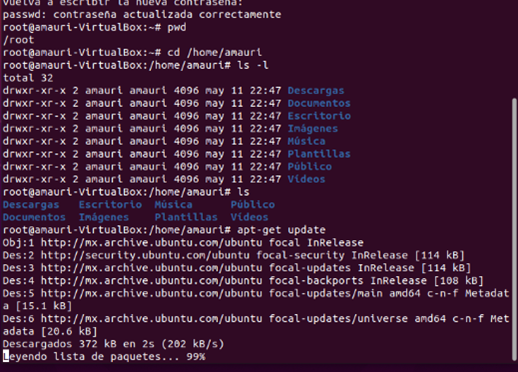 vuelva a escribir la nueva contraseña:
passwd: contraseña actualizada correctamente
root@amauri-VirtualBox:~# pwd
/root
root@amauri-VirtualBox:~# cd /home/amauri
root@amauri-VirtualBox:/home/amauri# ls -l
total 32
drwxr-xr-x 2 amauri amauri 4096 may 11 22:47 Descargas
drwxr-xr-x 2 amauri amauri 4096 may 11 22:47 Documentos
drwxr-xr-x 2 amauri amauri 4096 may 11 22:47 Escritorio
drwxr-xr-x 2 amauri amauri 4096 may 11 22:47 Imágenes
drwxr-xr-x 2 amauri amauri 4096 may 11 22:47 Música
drwxr-xr-x 2 amauri amauri 4096 may 11 22:47 Plantillas
drwxr-xr-x 2 amauri amauri 4096 may 11 22:47 Público
drwxr-xr-x 2 amauri amauri 4096 may 11 22:47 Vídeos
root@amauri-VirtualBox:/home/amauri# ls
Descargas Escritorio Música Público
Documentos Imágenes Plantillas Vídeos
root@amauri-VirtualBox:/home/amauri# apt-get update
Obj:1 http://mx.archive.ubuntu.com/ubuntu focal InRelease
Des:2 http://security.ubuntu.com/ubuntu focal-security InRelease [114 kB]
Des:3 http://mx.archive.ubuntu.com/ubuntu focal-updates InRelease [114 kB]
Des:4 http://mx.archive.ubuntu.com/ubuntu focal-backports InRelease [108 kB]
Des:5 http://mx.archive.ubuntu.com/ubuntu focal-updates/main amd64 c-n-f Metadat
a [15.1 kB]
Des:6 http://mx.archive.ubuntu.com/ubuntu focal-updates/universe amd64 c-n-f Met
adata [20.6 kB]
Descargados 372 kB en 2s (202 kB/s)
Leyendo lista de paquetes... 99%